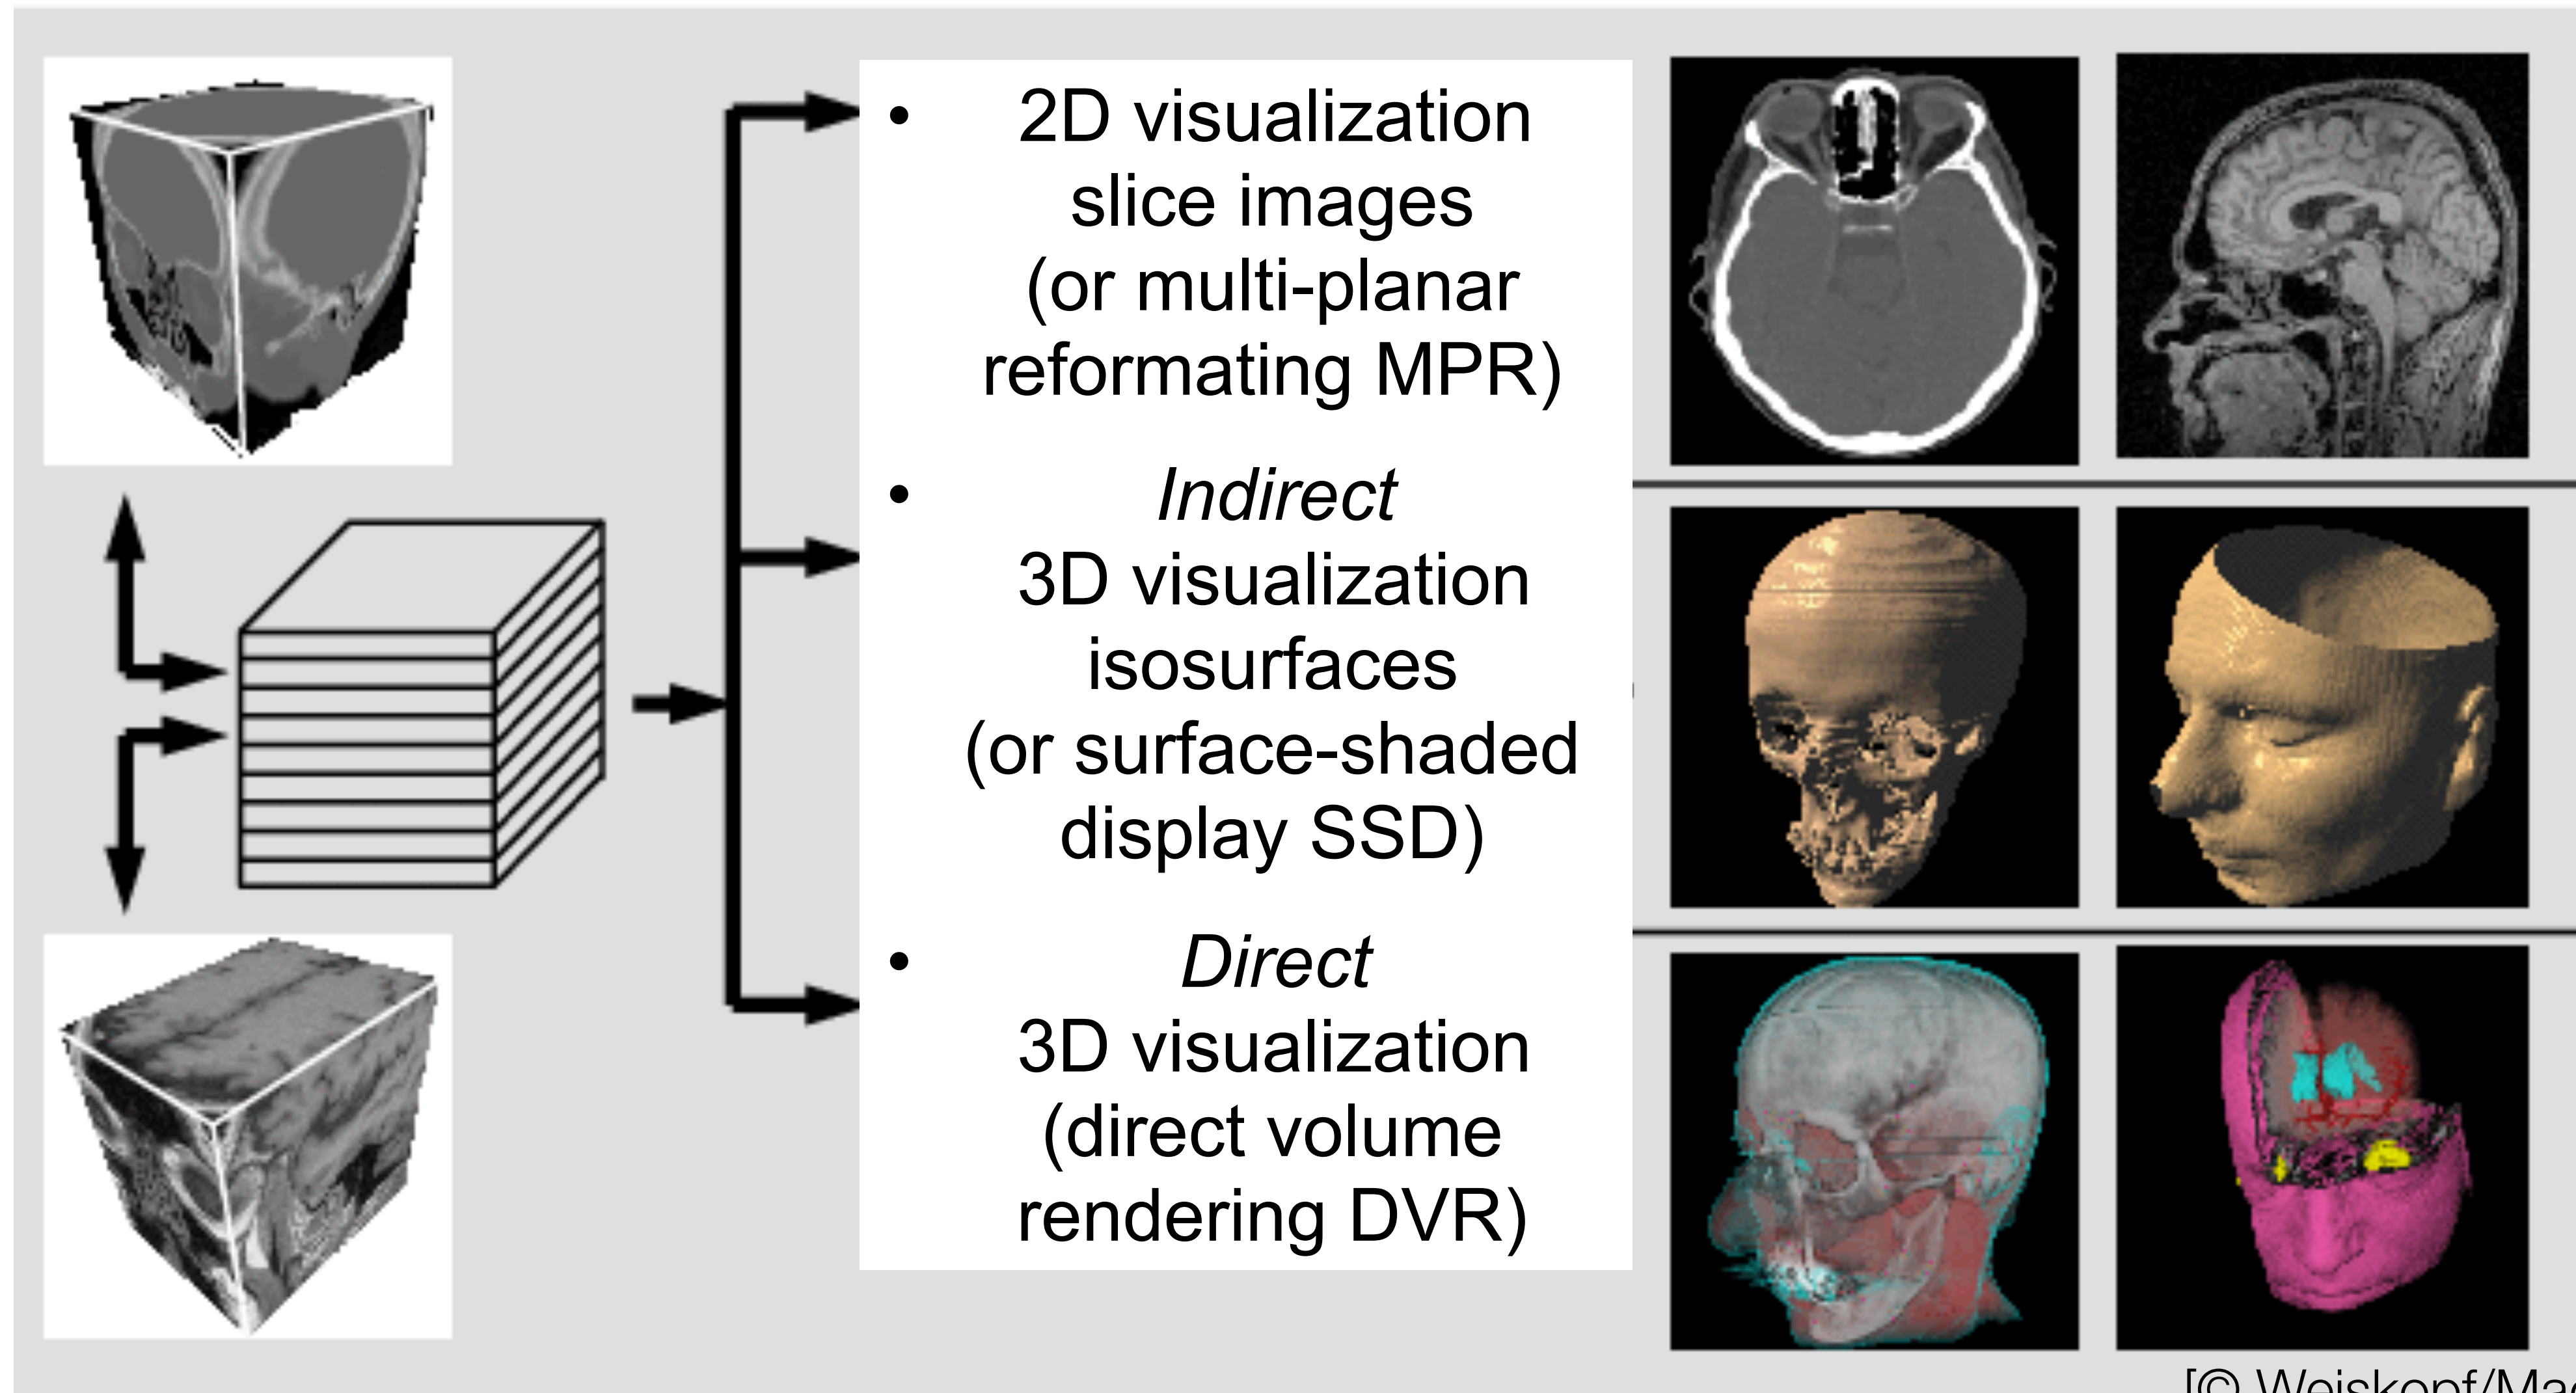 • 2D visualization
slice images
(or multi-planar
reformating MPR)
• Indirect
3D visualization
isosurfaces
(or surface-shaded
display SSD)
• Direct
3D visualization
(direct volume
rendering DVR)
[© Weiskopf/